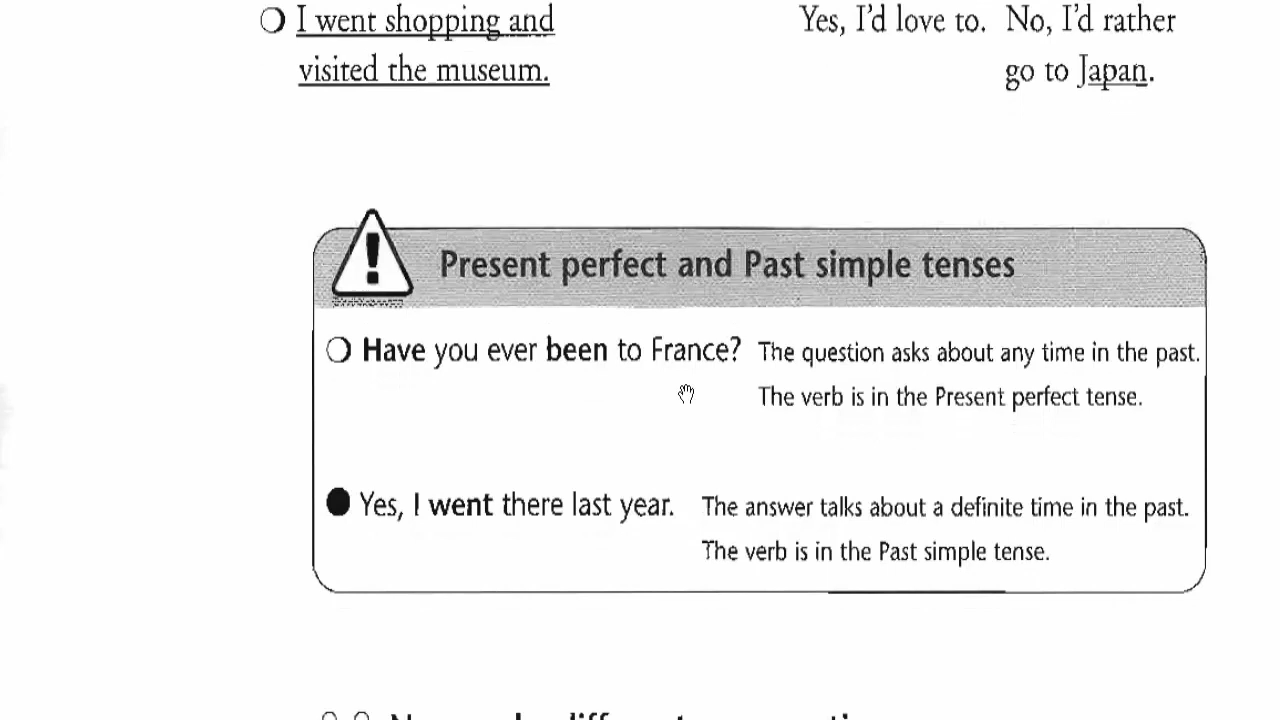 I went shopping and
visited the museum.
Yes, I'd love to. No, I'd rather
go to Japan.
Present perfect and Past simple tenses
Have you ever been to France? The question asks about any time in the past.
The verb is in the Present perfect tense.
Yes, I went there last year. The answer talks about a definite time in the past.
The verb is in the Past simple tense.